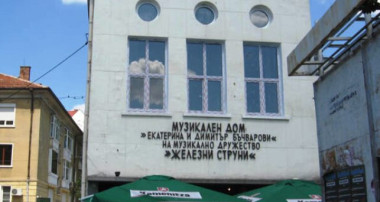 МУЗИКАЛЕН ДОМ
»ЕКАТЕРИНА И ДИМИТЪР БЪЧВАРОВИ«
НА МУЗИКАЛНО ДРУЖЕСТВО
»ЖЕЛЕЗНИ СТРУНИ«